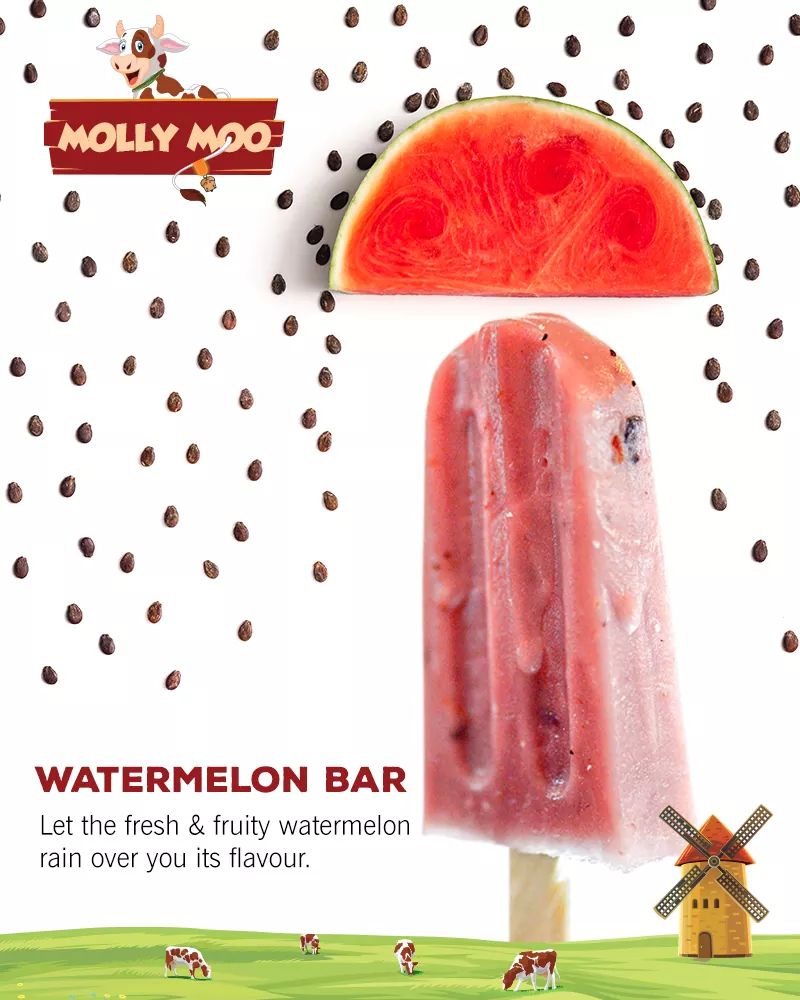 MOLLY MOO
WATERMELON BAR
Let the fresh & fruity watermelon
rain over you its flavour.